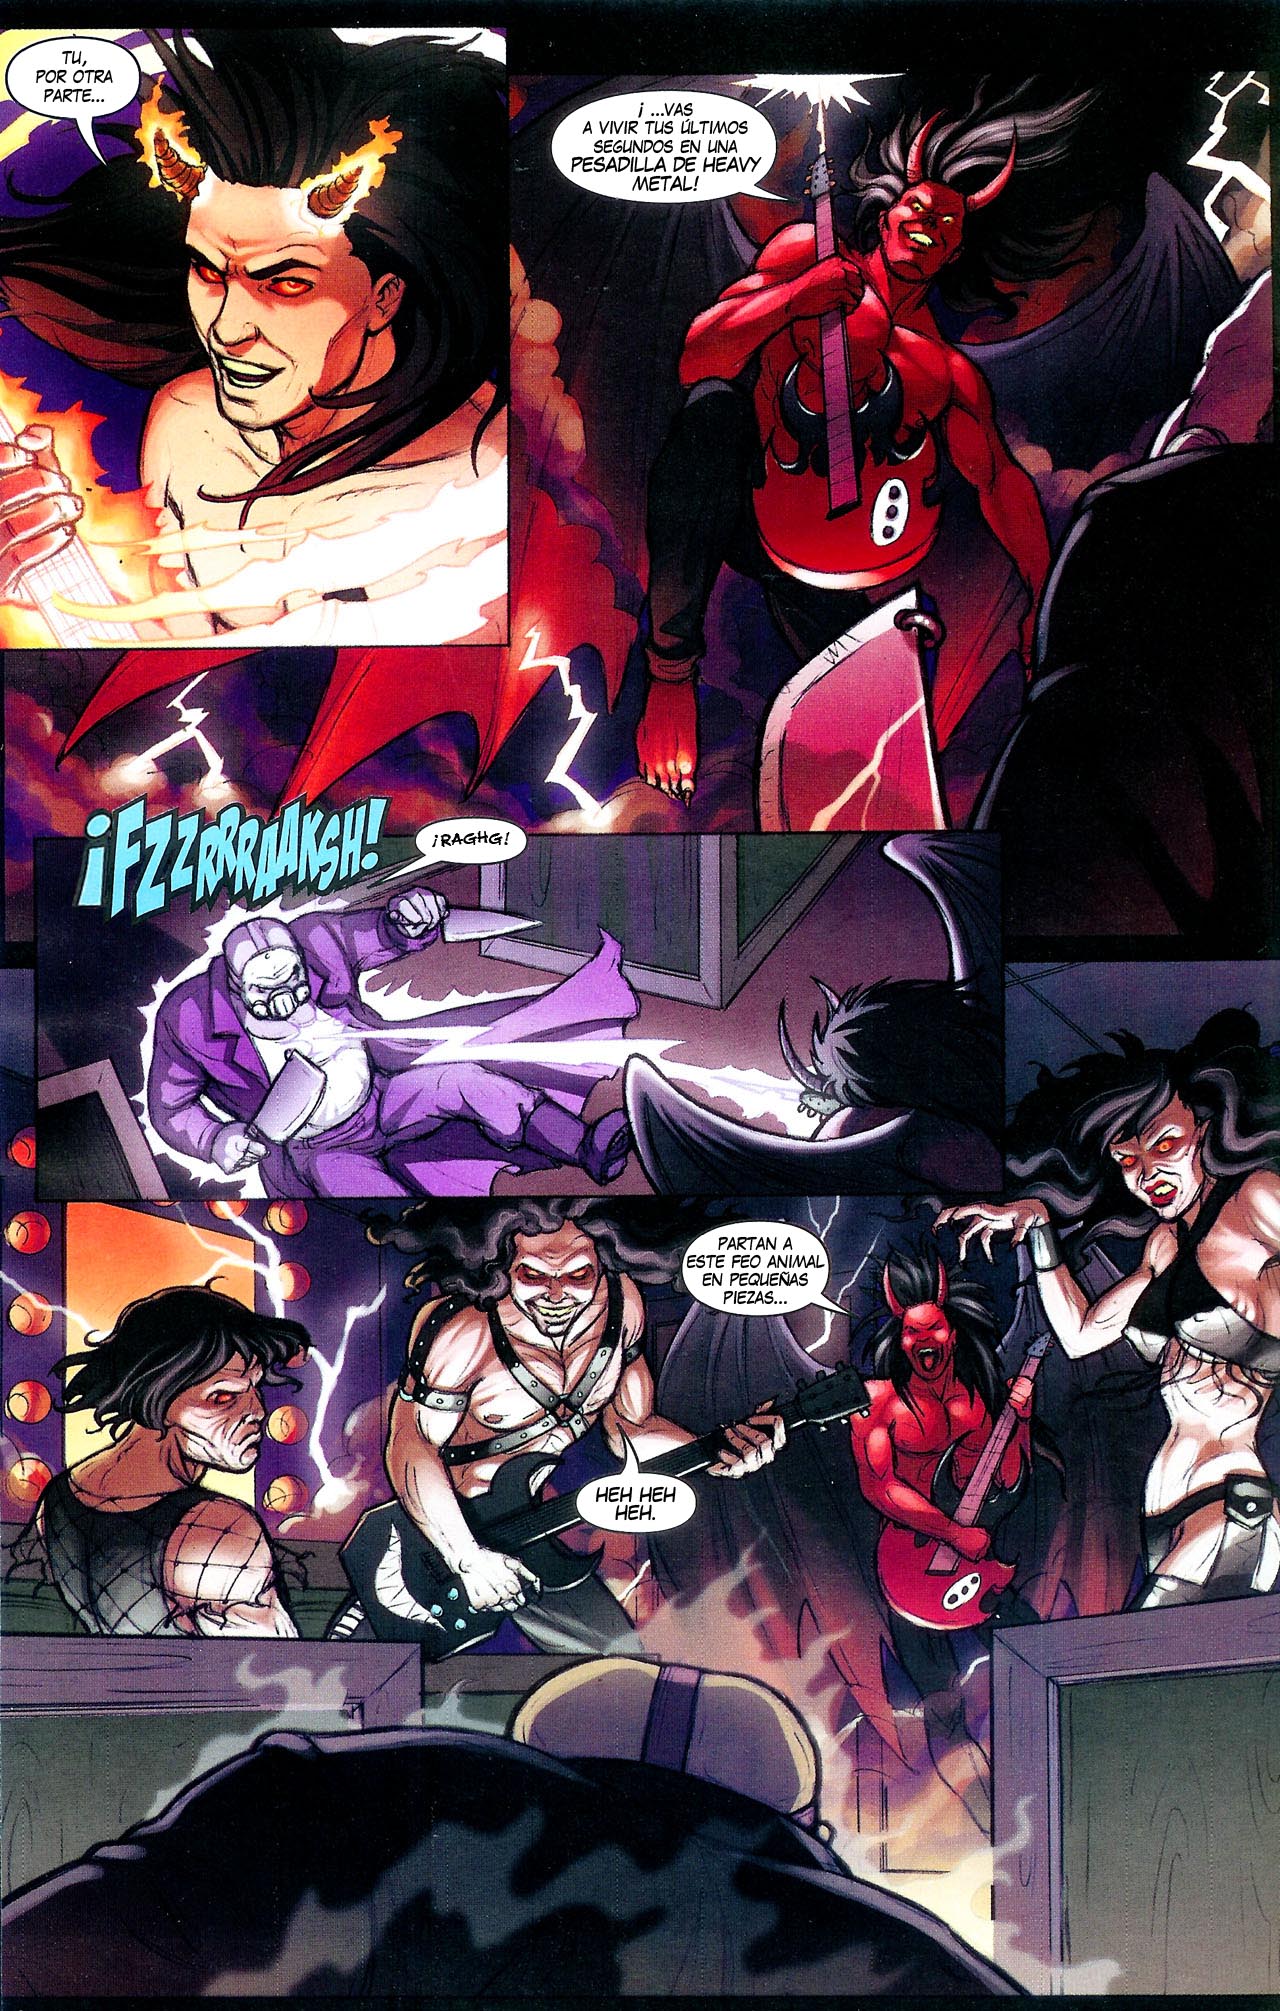 TU,
POR OTRA
PARTE...
¡ ...VAS
A VIVIR TUS ÚLTIMOS
SEGUNDOS EN UNA
PESADILLA DE HEAVY
METAL!
¡FZZRRRAAKSH!
¡RAGHG!
PARTAN A
ESTE FEO ANIMAL
EN PEQUEÑAS
PIEZAS...
HEH HEH
HEH.